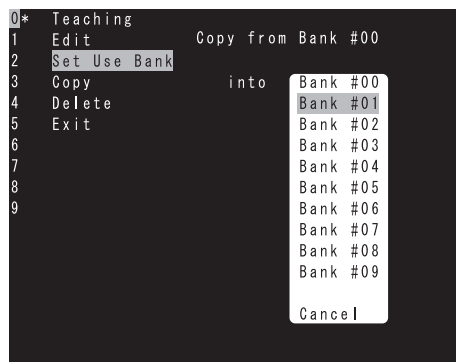 0* Teaching
1 Edit Copy from Bank #00
2 Set Use Bank
3 Copy into Bank #00
4 Delete Bank #01
5 Exit Bank #02
6 Bank #03
7 Bank #04
8 Bank #05
9 Bank #06
Bank #07
Bank #08
Bank #09
Cancel